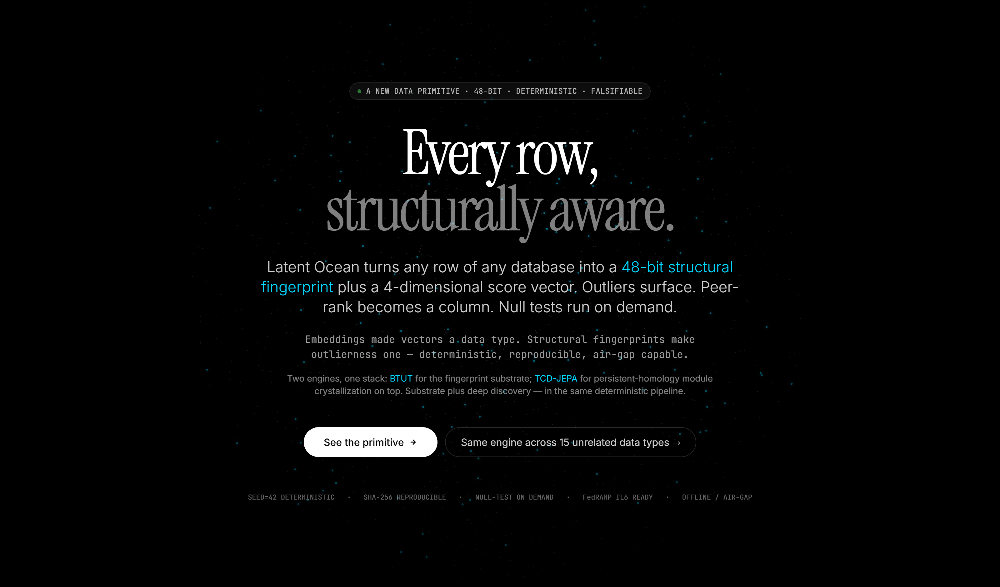 A NEW DATA PRIMITIVE · 48-BIT · DETERMINISTIC · FALSIFIABLE
Every row,
structurally aware.
Latent Ocean turns any row of any database into a 48-bit structural
fingerprint plus a 4-dimensional score vector. Outliers surface. Peer-
rank becomes a column. Null tests run on demand.
Embeddings made vectors a data type. Structural fingerprints make
outlierness one — deterministic, reproducible, air-gap capable.
Two engines, one stack: BTUT for the fingerprint substrate; TCD-JEPA for persistent-homology module
crystallization on top. Substrate plus deep discovery — in the same deterministic pipeline.
See the primitive →
Same engine across 15 unrelated data types →
SEED=42 DETERMINISTIC · SHA-256 REPRODUCIBLE · NULL-TEST ON DEMAND · FedRAMP IL6 READY · OFFLINE / AIR-GAP